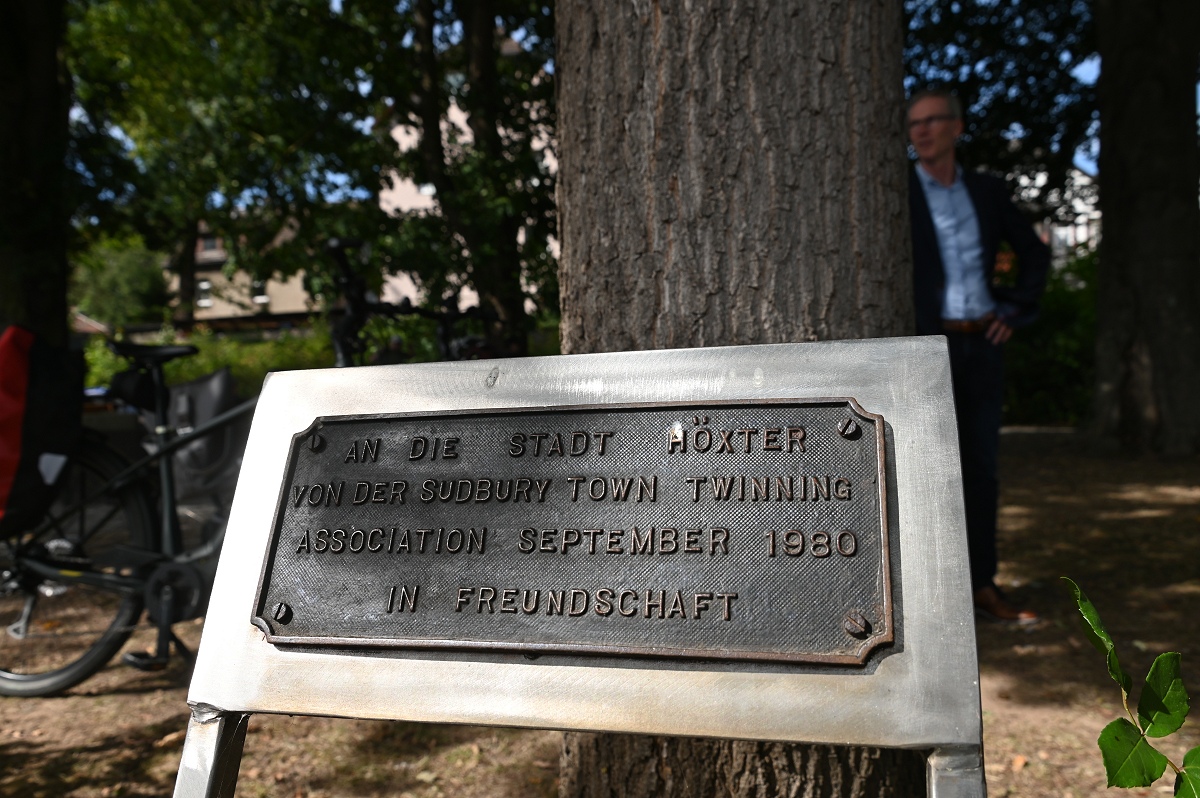 AN DIE STADT HÖXTER
VON DER SUDBURY TOWN TWINNING
ASSOCIATION SEPTEMBER 1980
IN FREUNDSCHAFT